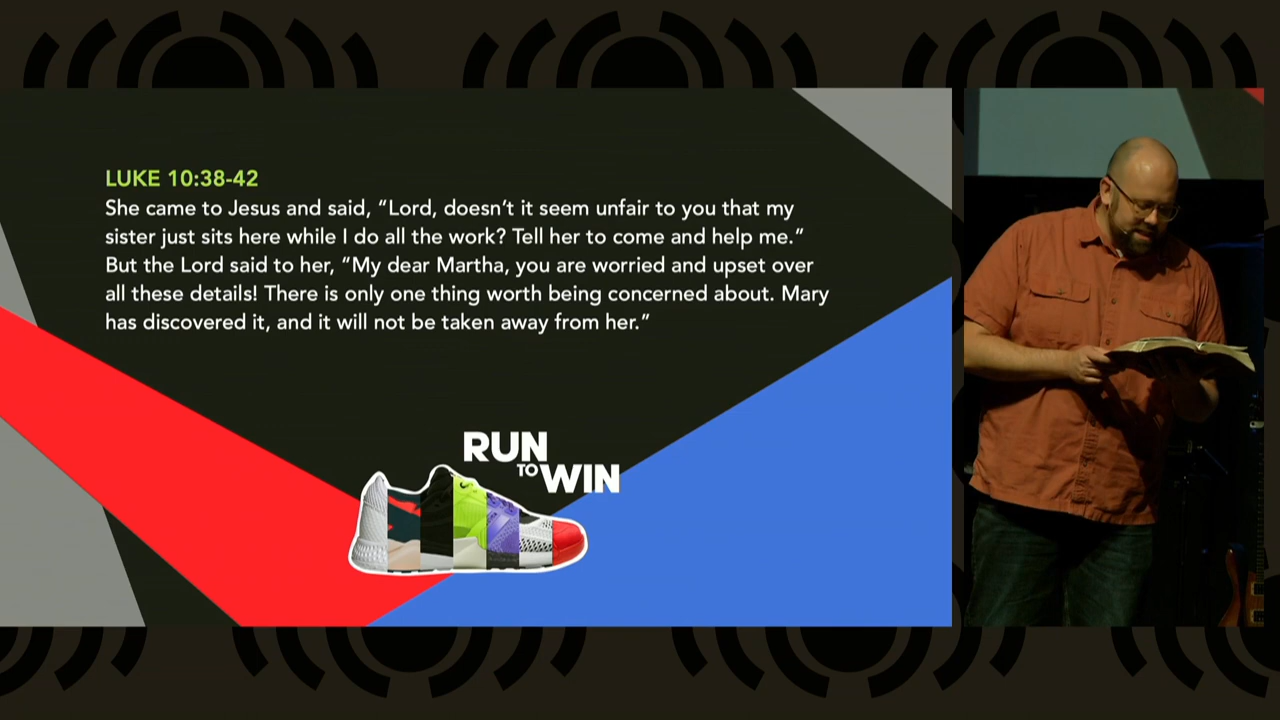 LUKE 10:38-42
She came to Jesus and said, “Lord, doesn’t it seem unfair to you that my
sister just sits here while I do all the work? Tell her to come and help me.”
But the Lord said to her, “My dear Martha, you are worried and upset over
all these details! There is only one thing worth being concerned about. Mary
has discovered it, and it will not be taken away from her.”
RUN
TO WIN